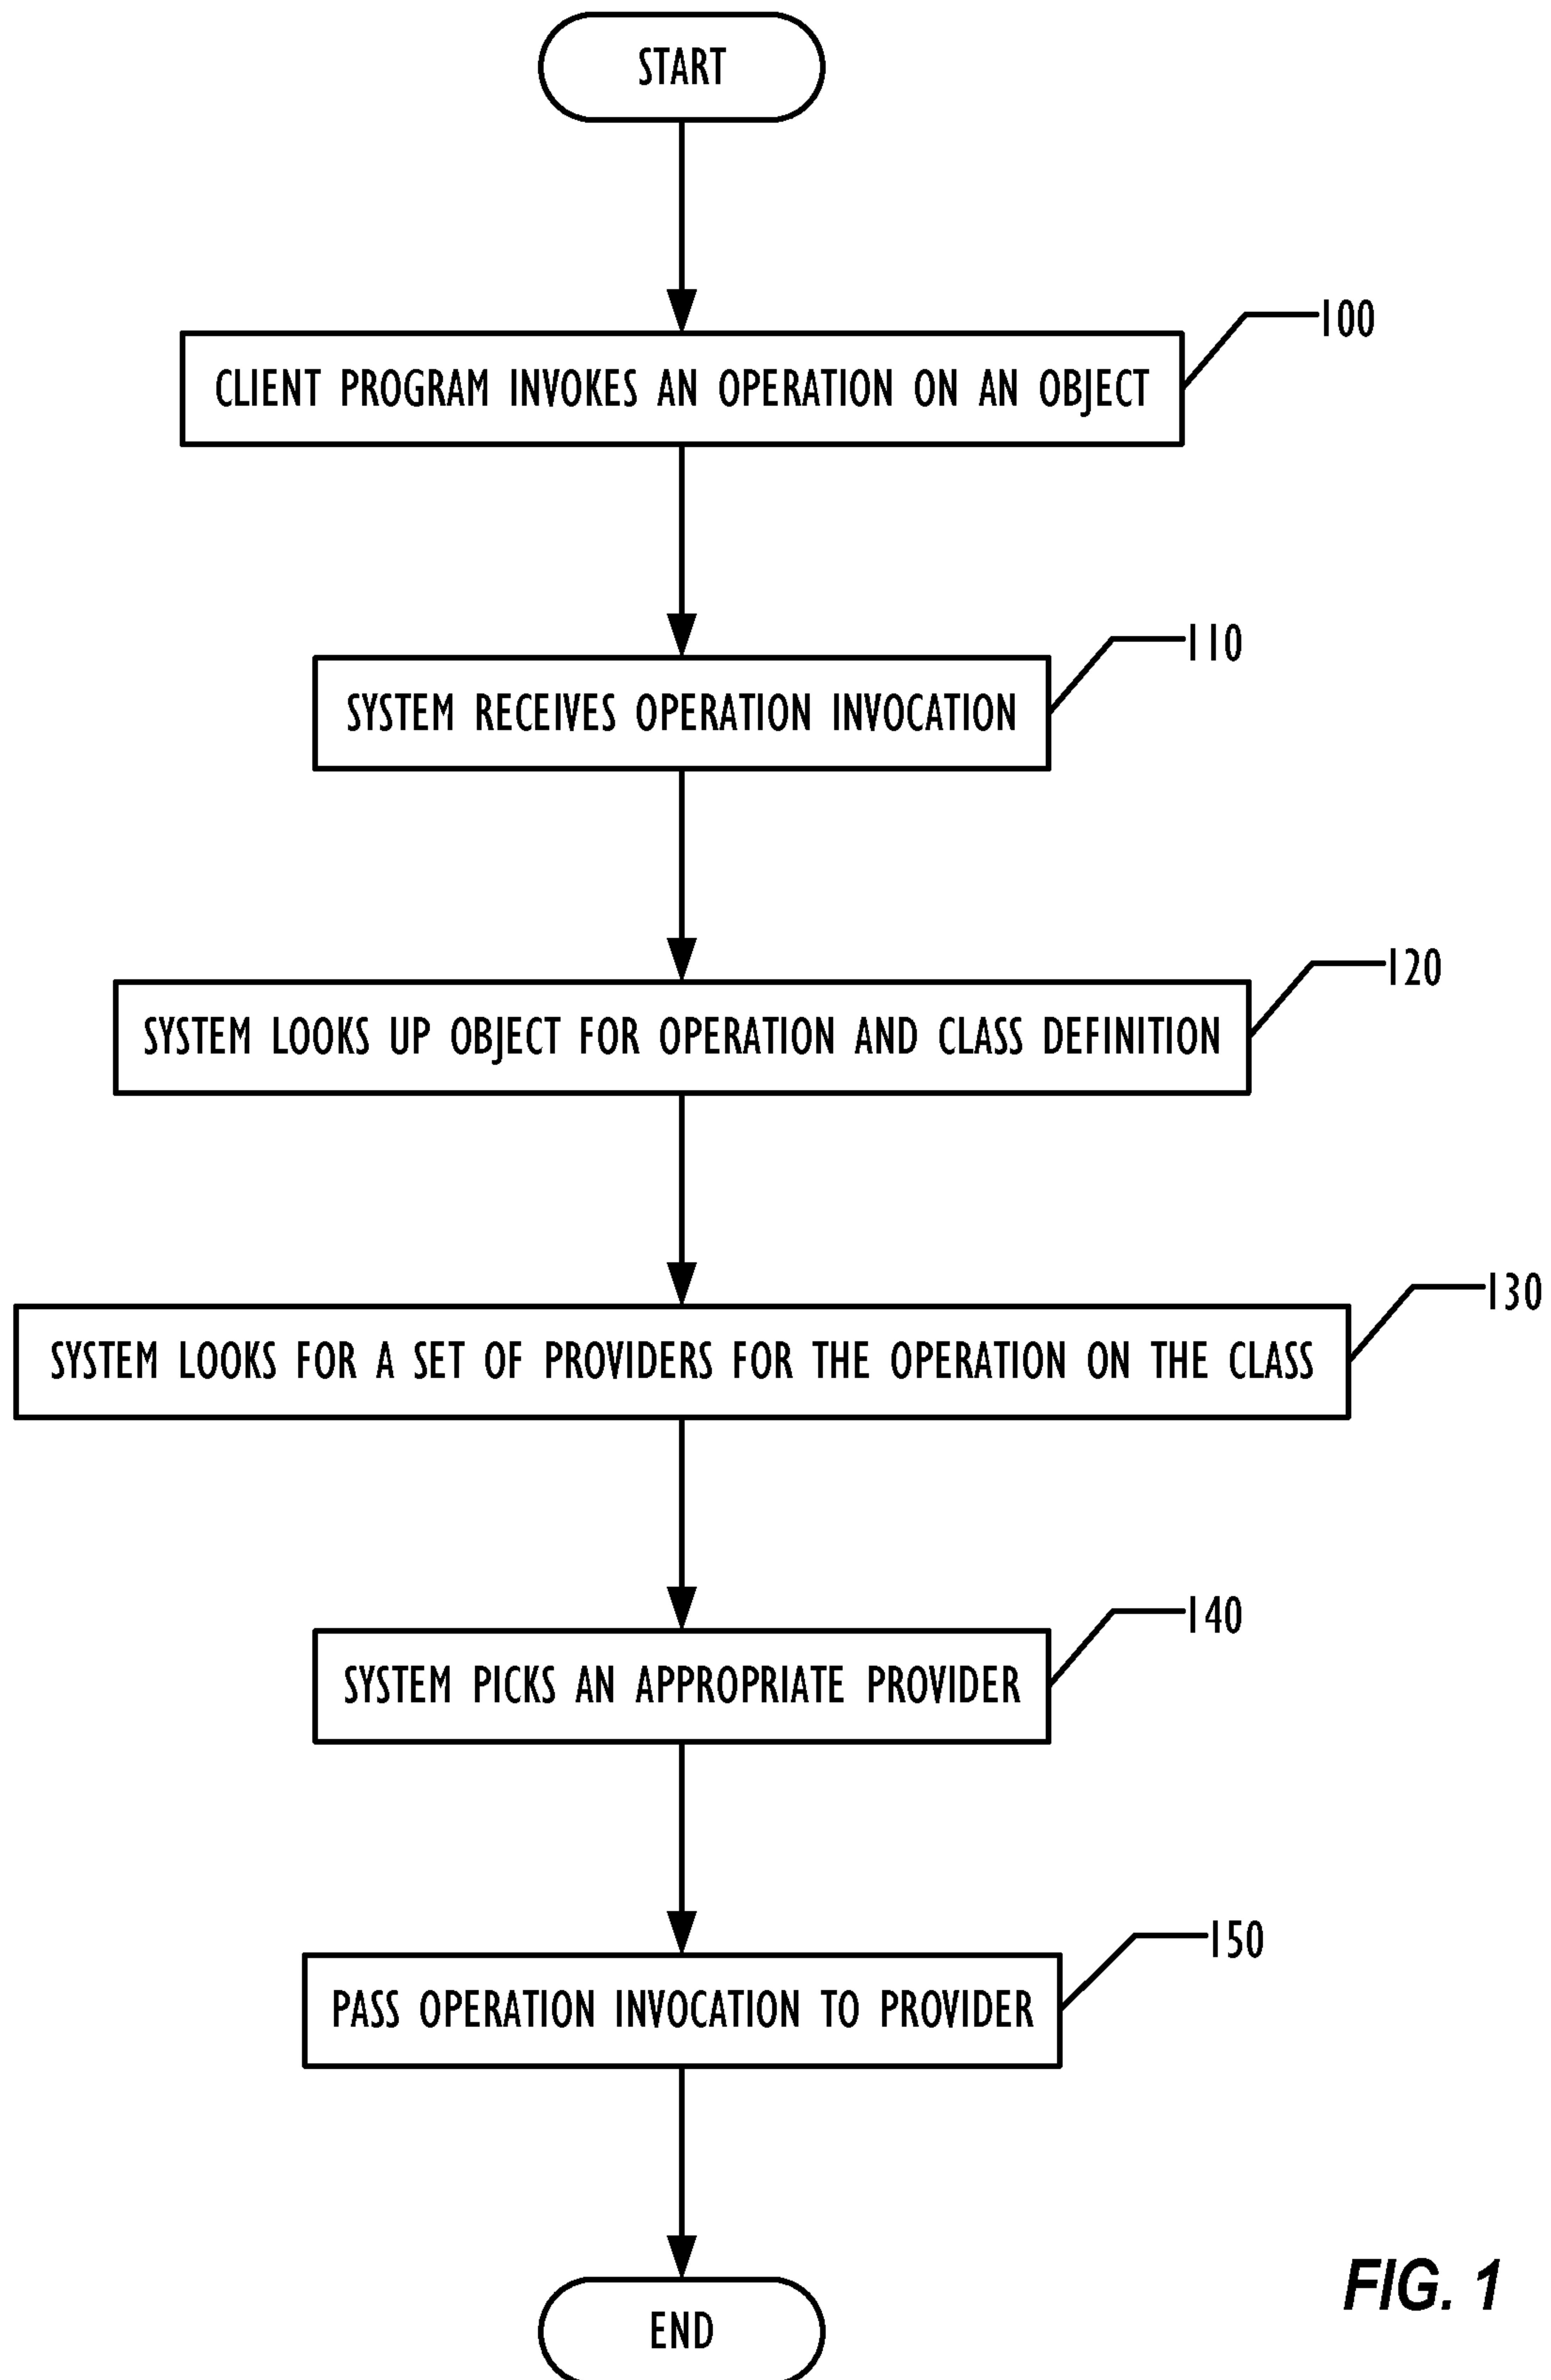 START
100
CLIENT PROGRAM INVOKES AN OPERATION ON AN OBJECT
110
SYSTEM RECEIVES OPERATION INVOCATION
120
SYSTEM LOOKS UP OBJECT FOR OPERATION AND CLASS DEFINITION
130
SYSTEM LOOKS FOR A SET OF PROVIDERS FOR THE OPERATION ON THE CLASS
140
SYSTEM PICKS AN APPROPRIATE PROVIDER
150
PASS OPERATION INVOCATION TO PROVIDER
END
FIG. 1